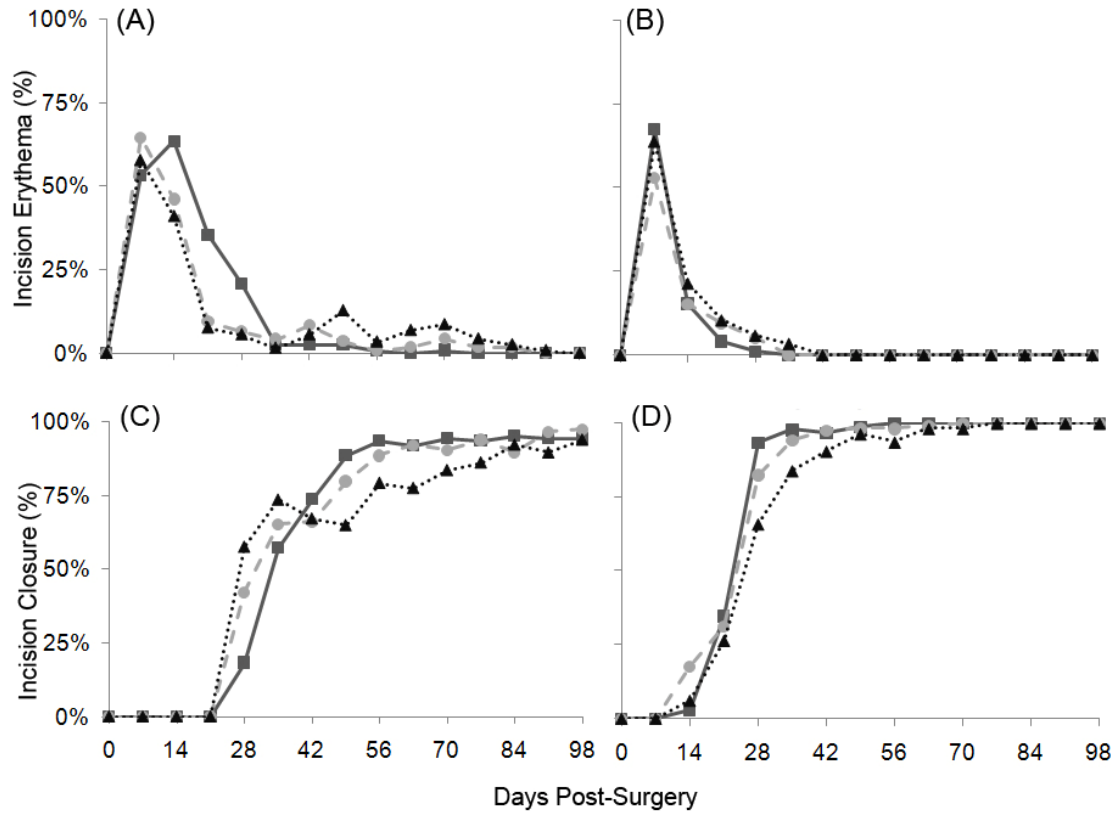 (A)
(B)
Incision Erythema (%)
100%
75%
50%
25%
0%
(C)
(D)
Incision Closure (%)
100%
75%
50%
25%
0%
0 14 28 42 56 70 84 98
0 14 28 42 56 70 84 98
Days Post-Surgery